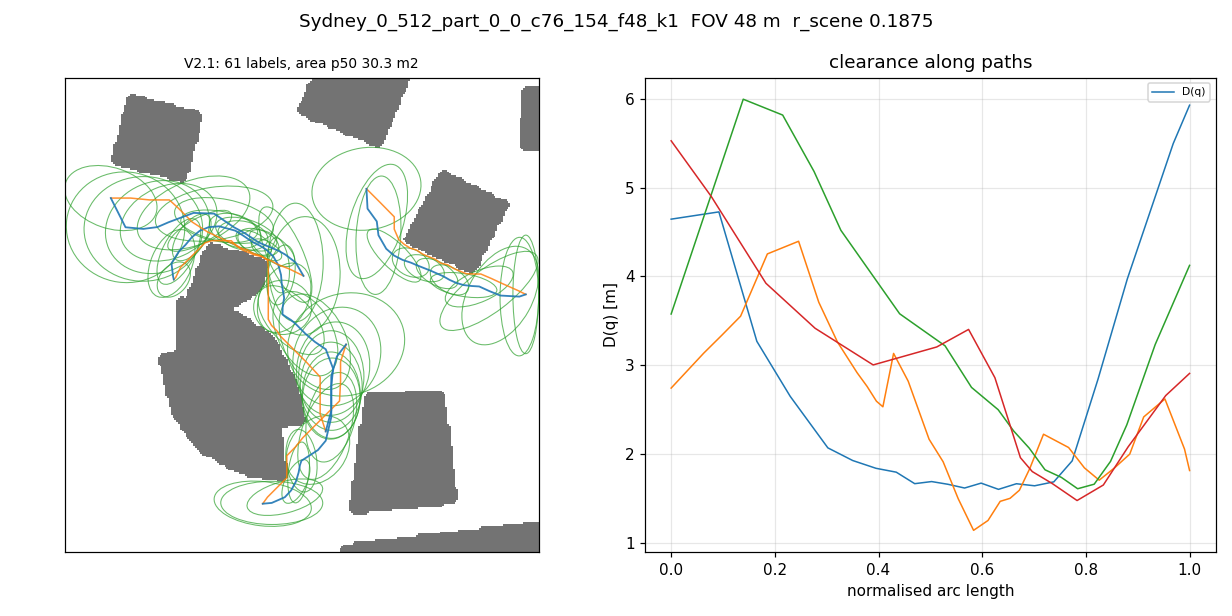 Sydney_0_512_part_0_0_c76_154_f48_k1 FOV 48 m r_scene 0.1875
V2.1: 61 labels, area p50 30.3 m2
clearance along paths
D(q)
6
5
4
3
2
1
D(q) [m]
0.0 0.2 0.4 0.6 0.8 1.0
normalised arc length